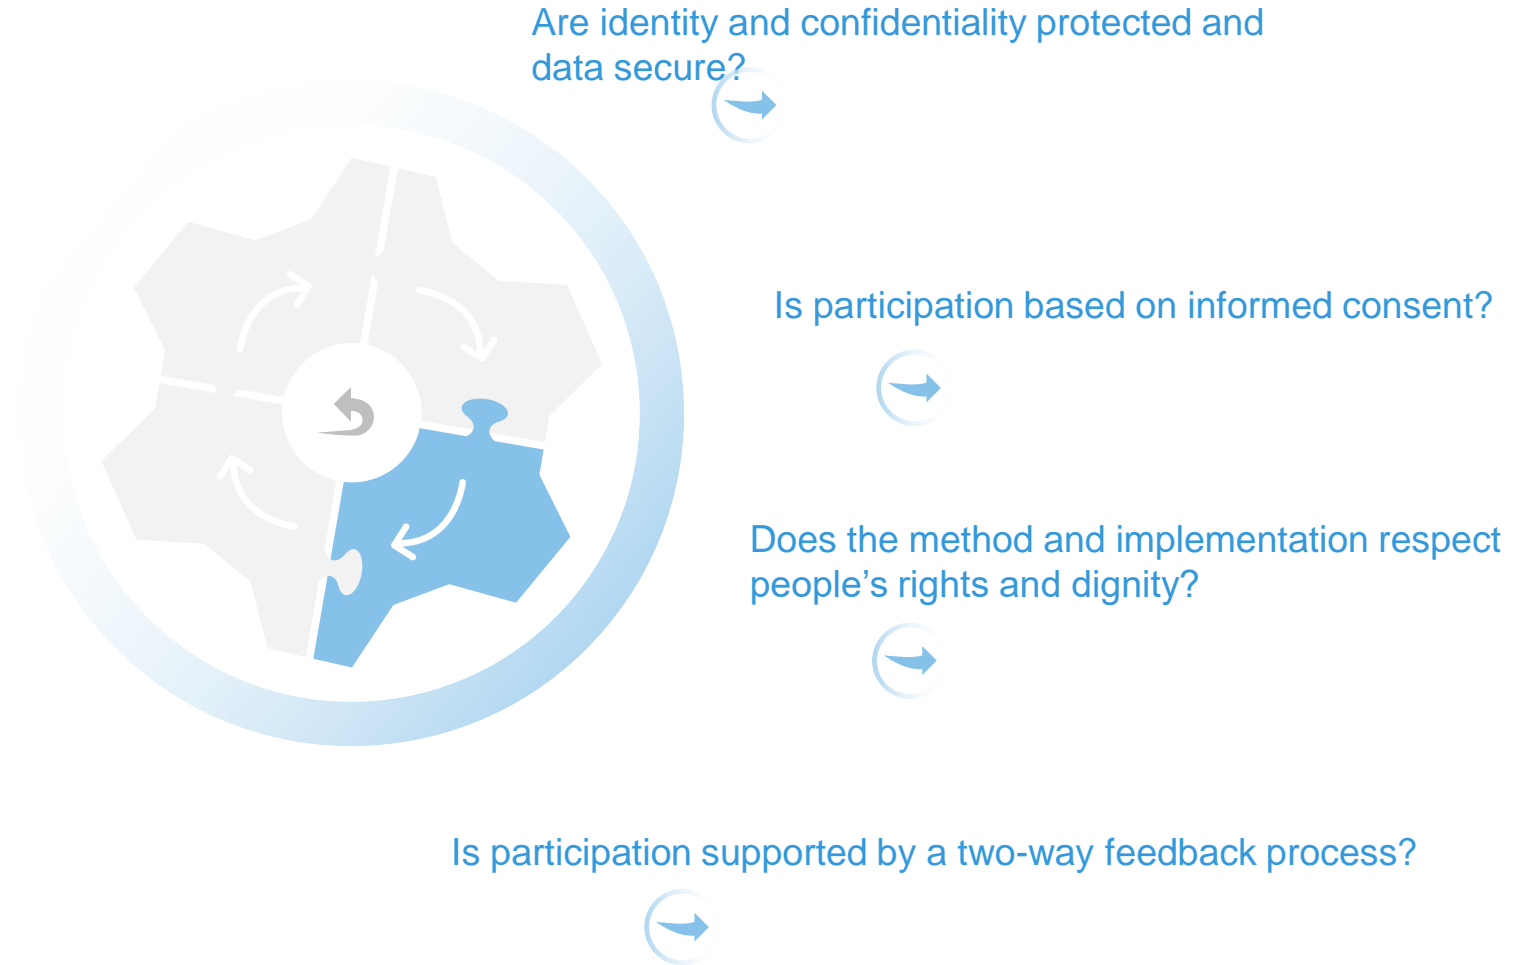 Are identity and confidentiality protected and
data secure?
Is participation based on informed consent?
Does the method and implementation respect
people’s rights and dignity?
Is participation supported by a two-way feedback process?